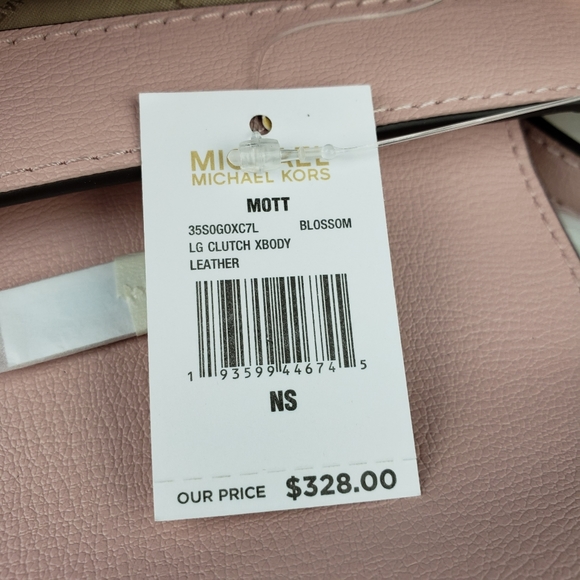 MICHAEL
MICHAEL KORS
MOTT
35S0G0XC7L BLOSSOM
LG CLUTCH XBODY
LEATHER
1 93599 44674 5
NS
OUR PRICE $328.00